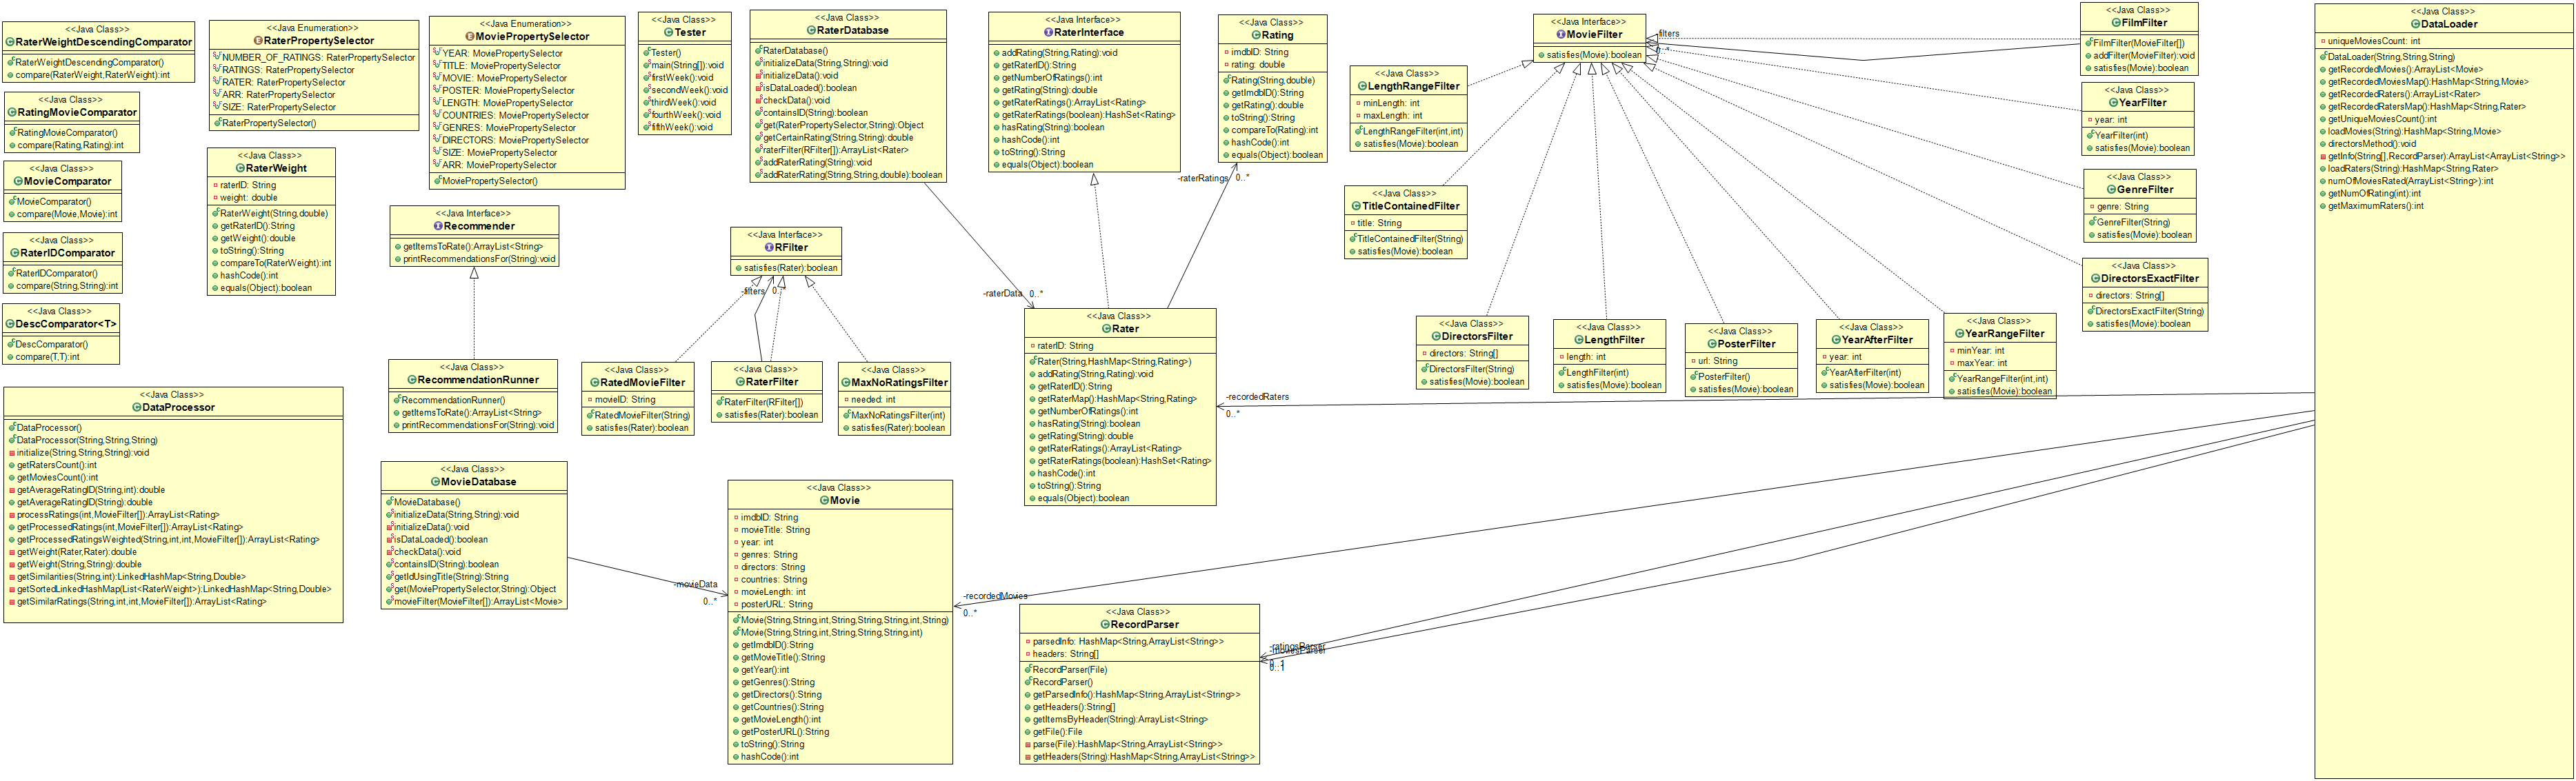 <<Java Class>>
RaterWeightDescendingComparator
RaterWeightDescendingComparator()
compare(RaterWeight,RaterWeight):int
<<Java Class>>
RatingMovieComparator
RatingMovieComparator()
compare(Rating,Rating):int
<<Java Class>>
MovieComparator
MovieComparator()
compare(Movie,Movie):int
<<Java Class>>
RaterIDComparator
RaterIDComparator()
compare(String,String):int
<<Java Class>>
DescComparator<T>
DescComparator()
compare(T,T):int
<<Java Class>>
DataProcessor
DataProcessor()
DataProcessor(String,String,String)
initialize(String,String,String):void
getRatersCount():int
getMoviesCount():int
getAverageRatingID(String,int):double
getAverageRatingID(String):double
processRatings(int,MovieFilter[]):ArrayList<Rating>
getProcessedRatings(int,MovieFilter[]):ArrayList<Rating>
getProcessedRatingsWeighted(String,int,int,MovieFilter[]):ArrayList<Rating>
getWeight(Rater,Rater):double
getWeight(String,String):double
getSimilarities(String,int):LinkedHashMap<String,Double>
getSortedLinkedHashMap(List<RaterWeight>):LinkedHashMap<String,Double>
getSimilarRatings(String,int,int,MovieFilter[]):ArrayList<Rating>
<<Java Enumeration>>
RaterPropertySelector
NUMBER_OF_RATINGS: RaterPropertySelector
RATINGS: RaterPropertySelector
RATER: RaterPropertySelector
ARR: RaterPropertySelector
SIZE: RaterPropertySelector
RaterPropertySelector()
<<Java Class>>
RaterWeight
raterID: String
weight: double
RaterWeight(String,double)
getRaterID():String
getWeight():double
toString():String
compareTo(RaterWeight):int
hashCode():int
equals(Object):boolean
<<Java Enumeration>>
MoviePropertySelector
YEAR: MoviePropertySelector
TITLE: MoviePropertySelector
MOVIE: MoviePropertySelector
POSTER: MoviePropertySelector
LENGTH: MoviePropertySelector
COUNTRIES: MoviePropertySelector
GENRES: MoviePropertySelector
DIRECTORS: MoviePropertySelector
SIZE: MoviePropertySelector
ARR: MoviePropertySelector
MoviePropertySelector()
<<Java Interface>>
Recommender
getItemsToRate():ArrayList<String>
printRecommendationsFor(String):void
<<Java Class>>
RecommendationRunner
RecommendationRunner()
getItemsToRate():ArrayList<String>
printRecommendationsFor(String):void
<<Java Class>>
MovieDatabase
MovieDatabase()
initializeData(String,String):void
initializeData():void
isDataLoaded():boolean
checkData():void
containsID(String):boolean
getIdUsingTitle(String):String
get(MoviePropertySelector,String):Object
movieFilter(MovieFilter[]):ArrayList<Movie>
<<Java Class>>
Tester
Tester()
main(String[]):void
firstWeek():void
secondWeek():void
thirdWeek():void
fourthWeek():void
fifthWeek():void
<<Java Class>>
RaterDatabase
RaterDatabase()
initializeData(String,String):void
initializeData():void
isDataLoaded():boolean
checkData():void
containsID(String):boolean
get(RaterPropertySelector,String):Object
getCertainRating(String,String):double
raterFilter(RFilter[]):ArrayList<Rater>
addRaterRating(String):void
addRaterRating(String,String,double):boolean
<<Java Interface>>
RFilter
satisfies(Rater):boolean
-filters
0..*
<<Java Class>>
RatedMovieFilter
movieID: String
RatedMovieFilter(String)
satisfies(Rater):boolean
<<Java Class>>
RaterFilter
RaterFilter(RFilter[])
satisfies(Rater):boolean
<<Java Class>>
MaxNoRatingsFilter
needed: int
MaxNoRatingsFilter(int)
satisfies(Rater):boolean
-movieData
0..*
<<Java Class>>
Movie
imdbID: String
movieTitle: String
year: int
genres: String
directors: String
countries: String
movieLength: int
posterURL: String
Movie(String,String,int,String,String,String,int,String)
Movie(String,String,int,String,String,String,int)
getImdbID():String
getMovieTitle():String
getYear():int
getGenres():String
getDirectors():String
getCountries():String
getMovieLength():int
getPosterURL():String
toString():String
hashCode():int
<<Java Interface>>
RaterInterface
addRating(String,Rating):void
getRaterID():String
getNumberOfRatings():int
getRating(String):double
getRaterRatings():ArrayList<Rating>
getRaterRatings(boolean):HashSet<Rating>
hasRating(String):boolean
hashCode():int
toString():String
equals(Object):boolean
<<Java Class>>
Rating
imdbID: String
rating: double
Rating(String,double)
getImdbID():String
getRating():double
toString():String
compareTo(Rating):int
hashCode():int
equals(Object):boolean
-raterRatings
0..*
-raterData
0..*
<<Java Class>>
Rater
raterID: String
Rater(String,HashMap<String,Rating>)
addRating(String,Rating):void
getRaterID():String
getRaterMap():HashMap<String,Rating>
getNumberOfRatings():int
hasRating(String):boolean
getRating(String):double
getRaterRatings():ArrayList<Rating>
getRaterRatings(boolean):HashSet<Rating>
hashCode():int
toString():String
equals(Object):boolean
-recordedRaters
0..*
-recordedMovies
0..*
<<Java Class>>
RecordParser
parsedInfo: HashMap<String,ArrayList<String>>
headers: String[]
RecordParser(File)
RecordParser()
getParsedInfo():HashMap<String,ArrayList<String>>
getHeaders():String[]
getItemsByHeader(String):ArrayList<String>
getFile():File
parse(File):HashMap<String,ArrayList<String>>
getHeaders(String):HashMap<String,ArrayList<String>>
-ratingsParser
-moviesParser
0..1
0..1
<<Java Interface>>
MovieFilter
satisfies(Movie):boolean
-filters
0..*
<<Java Class>>
LengthRangeFilter
minLength: int
maxLength: int
LengthRangeFilter(int,int)
satisfies(Movie):boolean
<<Java Class>>
TitleContainedFilter
title: String
TitleContainedFilter(String)
satisfies(Movie):boolean
<<Java Class>>
DirectorsFilter
directors: String[]
DirectorsFilter(String)
satisfies(Movie):boolean
<<Java Class>>
LengthFilter
length: int
LengthFilter(int)
satisfies(Movie):boolean
<<Java Class>>
PosterFilter
url: String
PosterFilter()
satisfies(Movie):boolean
<<Java Class>>
YearAfterFilter
year: int
YearAfterFilter(int)
satisfies(Movie):boolean
<<Java Class>>
YearRangeFilter
minYear: int
maxYear: int
YearRangeFilter(int,int)
satisfies(Movie):boolean
<<Java Class>>
FilmFilter
FilmFilter(MovieFilter[])
addFilter(MovieFilter):void
satisfies(Movie):boolean
<<Java Class>>
YearFilter
year: int
YearFilter(int)
satisfies(Movie):boolean
<<Java Class>>
GenreFilter
genre: String
GenreFilter(String)
satisfies(Movie):boolean
<<Java Class>>
DirectorsExactFilter
directors: String[]
DirectorsExactFilter(String)
satisfies(Movie):boolean
<<Java Class>>
DataLoader
uniqueMoviesCount: int
DataLoader(String,String,String)
getRecordedMovies():ArrayList<Movie>
getRecordedMoviesMap():HashMap<String,Movie>
getRecordedRaters():ArrayList<Rater>
getRecordedRatersMap():HashMap<String,Rater>
getUniqueMoviesCount():int
loadMovies(String):HashMap<String,Movie>
directorsMethod():void
getInfo(String[],RecordParser):ArrayList<ArrayList<String>>
loadRaters(String):HashMap<String,Rater>
numOfMoviesRated(ArrayList<String>):int
getNumOfRating(int):int
getMaximumRaters():int